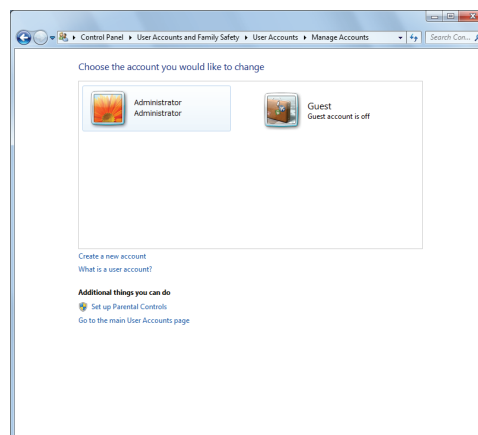 Control Panel ▸ User Accounts and Family Safety ▸ User Accounts ▸ Manage Accounts
Search Con...
Choose the account you would like to change
Administrator
Administrator
Guest
Guest account is off
Create a new account
What is a user account?
Additional things you can do
Set up Parental Controls
Go to the main User Accounts page